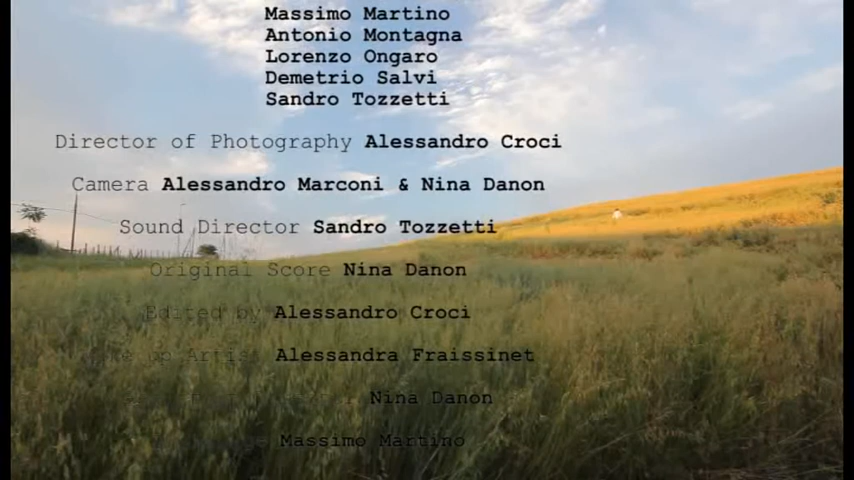 Massimo Martino
Antonio Montagna
Lorenzo Ongaro
Demetrio Salvi
Sandro Tozzetti
Director of Photography Alessandro Croci
Camera Alessandro Marconi & Nina Danon
Sound Director Sandro Tozzetti
Original Score Nina Danon
Edited by Alessandro Croci
Alessandra Fraissinet
Nina Danon
Massimo Martino